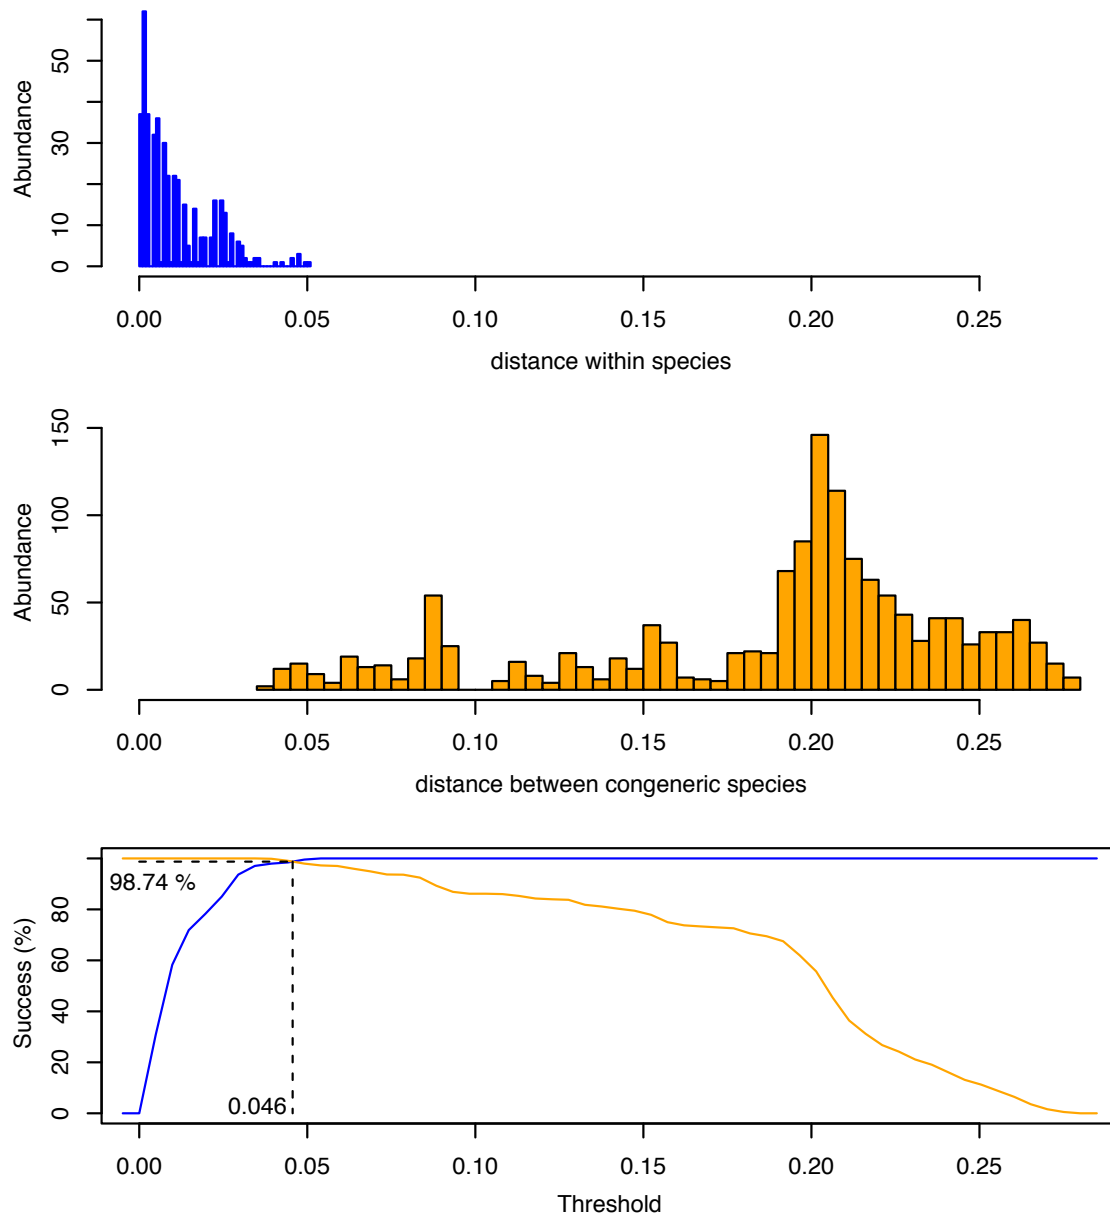 Abundance
0 10 30 50
0.00 0.05 0.10 0.15 0.20 0.25
distance within species
Abundance
0 50 100 150
0.00 0.05 0.10 0.15 0.20 0.25
distance between congeneric species
Success (%)
0 20 40 60 80
98.74 %
0.046
0.00 0.05 0.10 0.15 0.20 0.25
Threshold